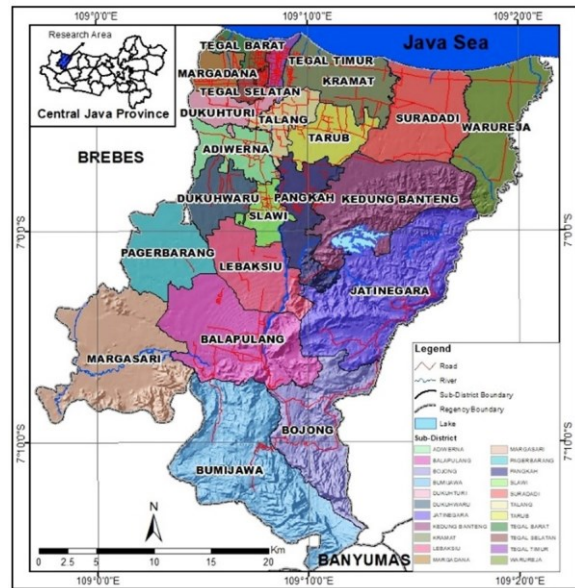 109°0'0"E
109°10'0"E
109°20'0"E
Research Area
Central Java Province
Java Sea
TEGAL BARAT
TEGAL TIMUR
MARGADANA
KRAMAT
TEGAL SELATAN
DUKUHTURI
TALANG
SURADADI
WARUREJA
TARUB
BREBES
ADIWERNA
DUKUHWARU
PANGKAH
KEDUNG BANTENG
SLAWI
7°0'0"S
7°0'0"S
PAGERBARANG
LEBAKSIU
JATINEGARA
BALAPULANG
MARGASARI
BOJONG
BUMIJAWA
7°10'0"S
7°10'0"S
Legend
Road
River
Sub-District Boundary
Regency Boundary
Lake
Sub-District
ADIWERNA
BALAPULANG
BOJONG
BUMIJAWA
DUKUHTURI
DUKUHWARU
JATINEGARA
KEDUNG BANTENG
KRAMAT
LEBAKSIU
MARGADANA
MARGASARI
PAGERBARANG
PANGKAH
SLAWI
SURADADI
TALANG
TARUB
TEGAL BARAT
TEGAL SELATAN
TEGAL TIMUR
WARUREJA
N
Km
0 2.5 5 10 15 20
BANYUMAS
109°0'0"E
109°10'0"E
109°20'0"E